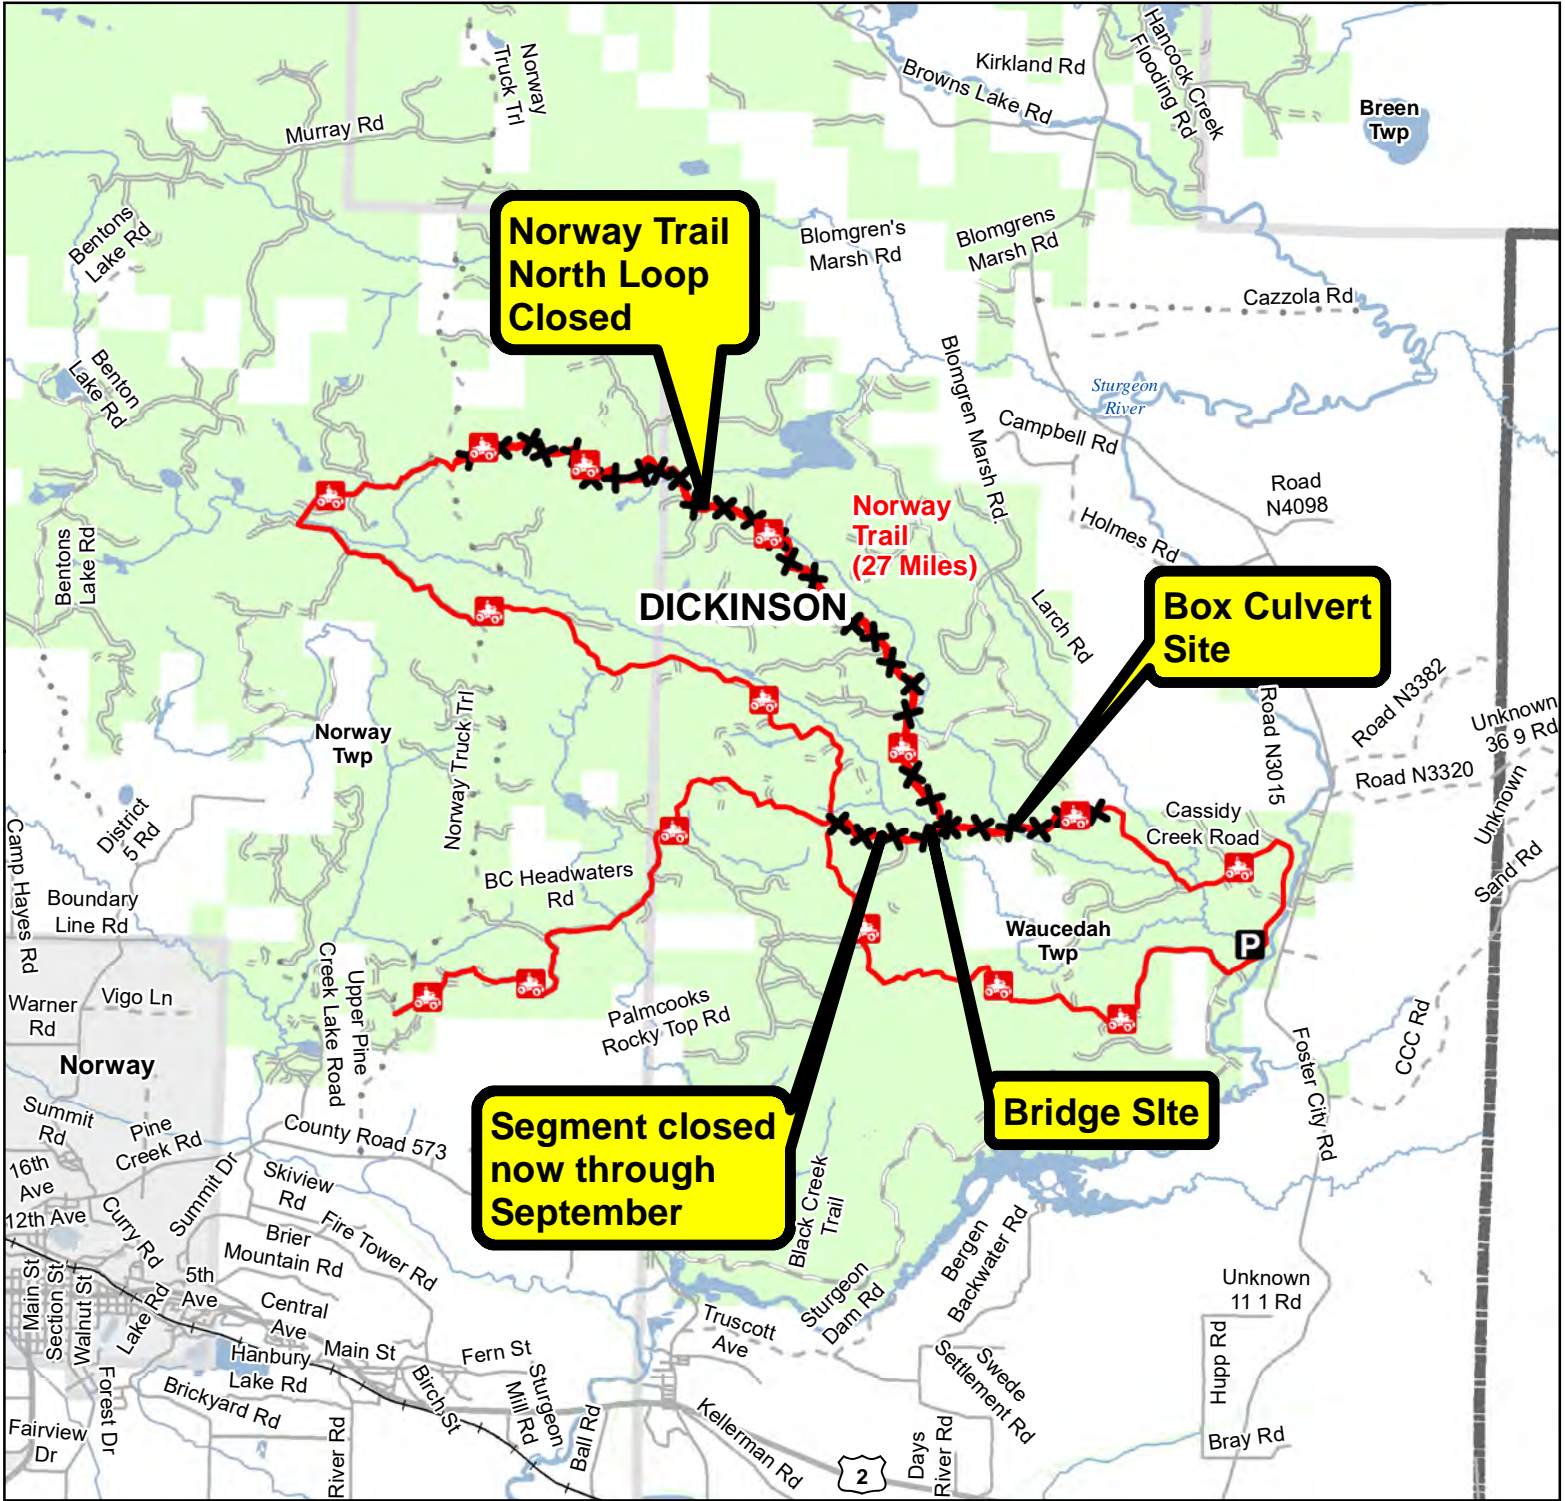 Norway
Truck Trl
Kirkland Rd
Browns Lake Rd
Hancock Creek
Flooding Rd
Breen
Twp
Murray Rd
Bentons
Lake Rd
Norway Trail
North Loop
Closed
Blomgren's
Marsh Rd
Blomgrens
Marsh Rd
Cazzola Rd
Benton
Lake Rd
Blomgren Marsh Rd.
Sturgeon
River
Campbell Rd
Road
N4098
Norway
Trail
(27 Miles)
Holmes Rd
Bentons
Lake Rd
DICKINSON
Larch Rd
Box Culvert
Site
Norway
Twp
Norway Truck Trl
Road N3015
Road N3382
Unknown
36 9 Rd
Road N3320
Unknown
District
5 Rd
Camp Hayes Rd
Cassidy
Creek Road
Sand Rd
BC Headwaters
Rd
Boundary
Line Rd
Waucedah
Twp
P
Upper Pine
Creek Lake Road
Vigo Ln
Warner
Rd
Palmcooks
Rocky Top Rd
CCC Rd
Foster City Rd
Norway
Summit
Rd
Pine
Creek Rd
County Road 573
Segment closed
now through
September
Bridge SIte
16th
Ave
12th Ave
Curry Rd
Summit Dr
Skiview
Rd
Fire Tower Rd
Brier
Mountain Rd
Black Creek
Trail
Bergen
Backwater Rd
Sturgeon
Dam Rd
Unknown
11 1 Rd
Main St
Section St
Walnut St
Lake Rd
5th
Ave
Central
Ave
Main St
Hanbury
Lake Rd
Fern St
Truscott
Ave
Swede
Settlement Rd
Hupp Rd
Forest Dr
Brickyard Rd
Birch St
Sturgeon
Mill Rd
Ball Rd
Kellerman Rd
Fairview
Dr
River Rd
2
Days
River Rd
Bray Rd